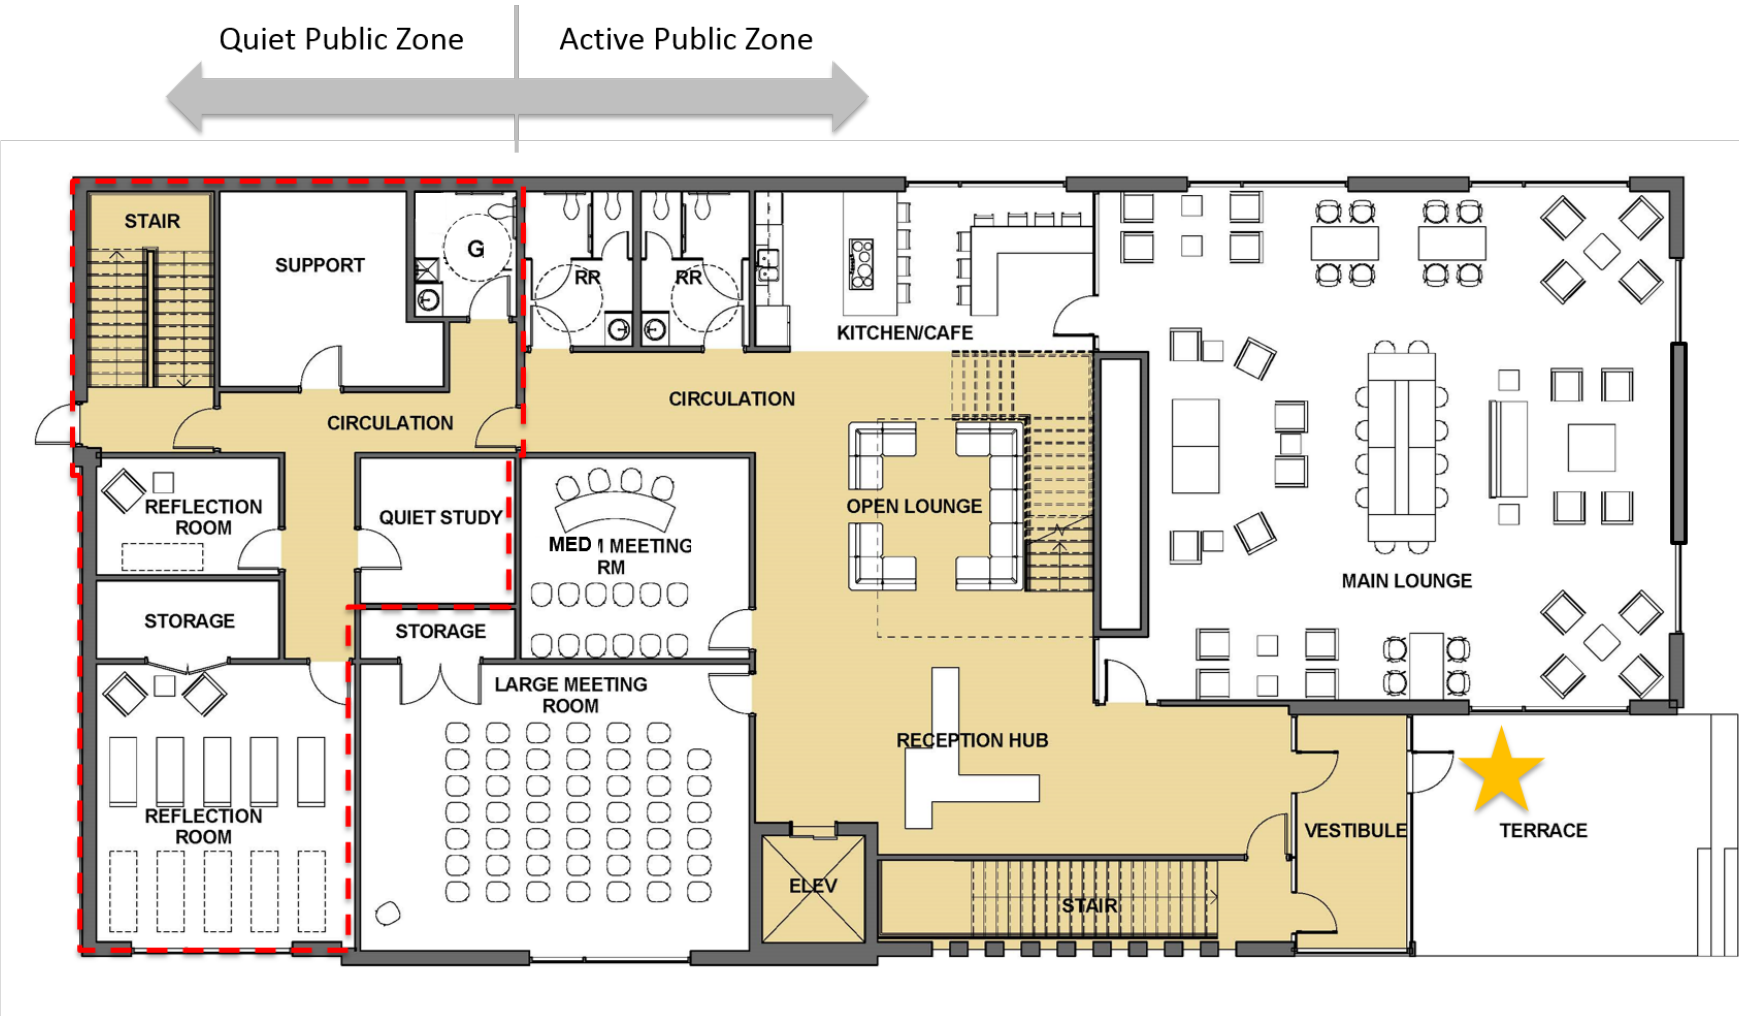 Quiet Public Zone
Active Public Zone
STAIR
SUPPORT
G
RR
RR
KITCHEN/CAFE
CIRCULATION
CIRCULATION
REFLECTION
ROOM
QUIET STUDY
MED
MEETING
RM
OPEN LOUNGE
MAIN LOUNGE
STORAGE
STORAGE
LARGE MEETING
ROOM
RECEPTION HUB
REFLECTION
ROOM
VESTIBULE
TERRACE
ELEV
STAIR